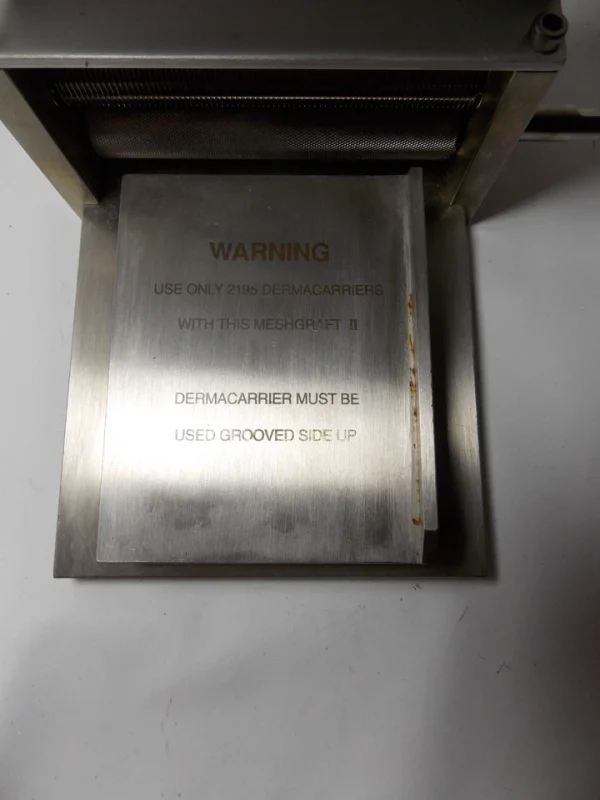 WARNING
USE ONLY 2195 DERMACARRIERS
WITH THIS MESHGRAFT II
DERMACARRIER MUST BE
USED GROOVED SIDE UP